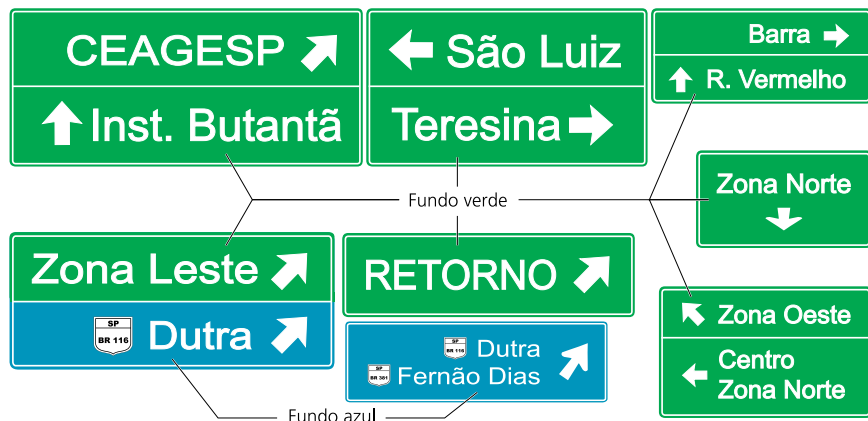 CEAGESP
Inst. Butantã
São Luiz
Teresina
Barra
R. Vermelho
Fundo verde
Zona Norte
Zona Leste
SP
BR 116
Dutra
RETORNO
SP
BR 116
Dutra
SP
BR 381
Fernão Dias
Zona Oeste
Centro
Zona Norte
Fundo azul